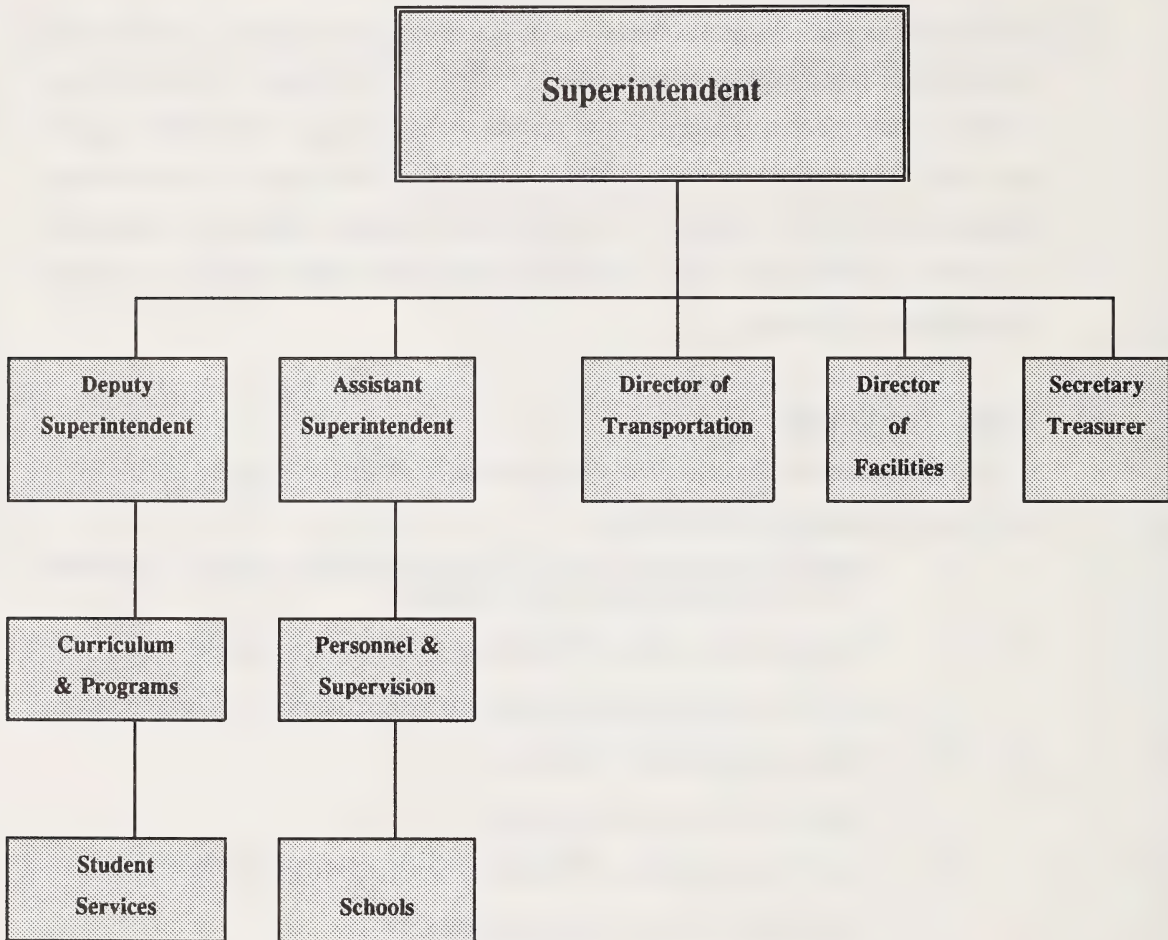 Superintendent
Deputy
Superintendent
Assistant
Superintendent
Director of
Transportation
Director
of
Facilities
Secretary
Treasurer
Curriculum
& Programs
Personnel &
Supervision
Student
Services
Schools